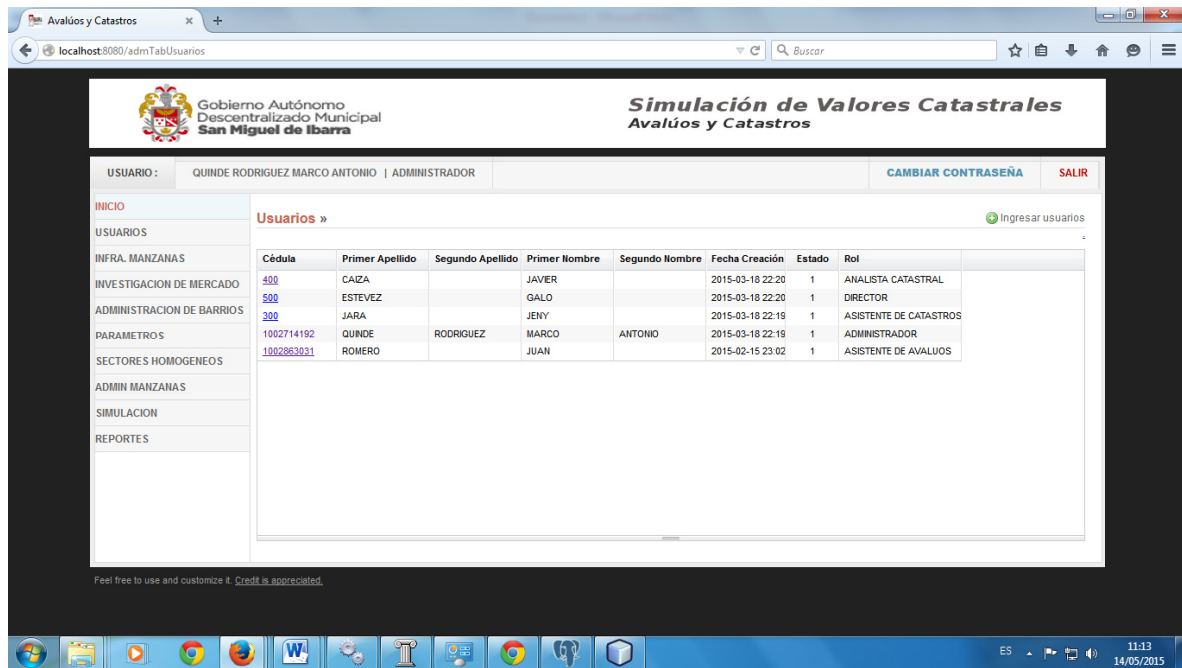 Avalúos y Catastros
localhost:8080/admTabUsuarios
Buscar
Gobierno Autónomo
Descentralizado Municipal
San Miguel de Ibarra
Simulación de Valores Catastrales
Avalúos y Catastros
USUARIO : QUINDE RODRIGUEZ MARCO ANTONIO | ADMINISTRADOR CAMBIAR CONTRASEÑA SALIR
INICIO
USUARIOS
INFRA. MANZANAS
INVESTIGACION DE MERCADO
ADMINISTRACION DE BARRIOS
PARAMETROS
SECTORES HOMOGENEOS
ADMIN MANZANAS
SIMULACION
REPORTES
Usuarios »
Ingresar usuarios
Cédula Primer Apellido Segundo Apellido Primer Nombre Segundo Nombre Fecha Creación Estado Rol
400 CAIZA JAVIER 2015-03-18 22:20 1 ANALISTA CATASTRAL
500 ESTEVEZ GALO 2015-03-18 22:20 1 DIRECTOR
300 JARA JENY 2015-03-18 22:19 1 ASISTENTE DE CATASTROS
1002714192 QUINDE RODRIGUEZ MARCO ANTONIO 2015-03-18 22:19 1 ADMINISTRADOR
1002863031 ROMERO JUAN 2015-02-15 23:02 1 ASISTENTE DE AVALUOS
Feel free to use and customize it. Credit is appreciated.
ES
11:13
14/05/2015